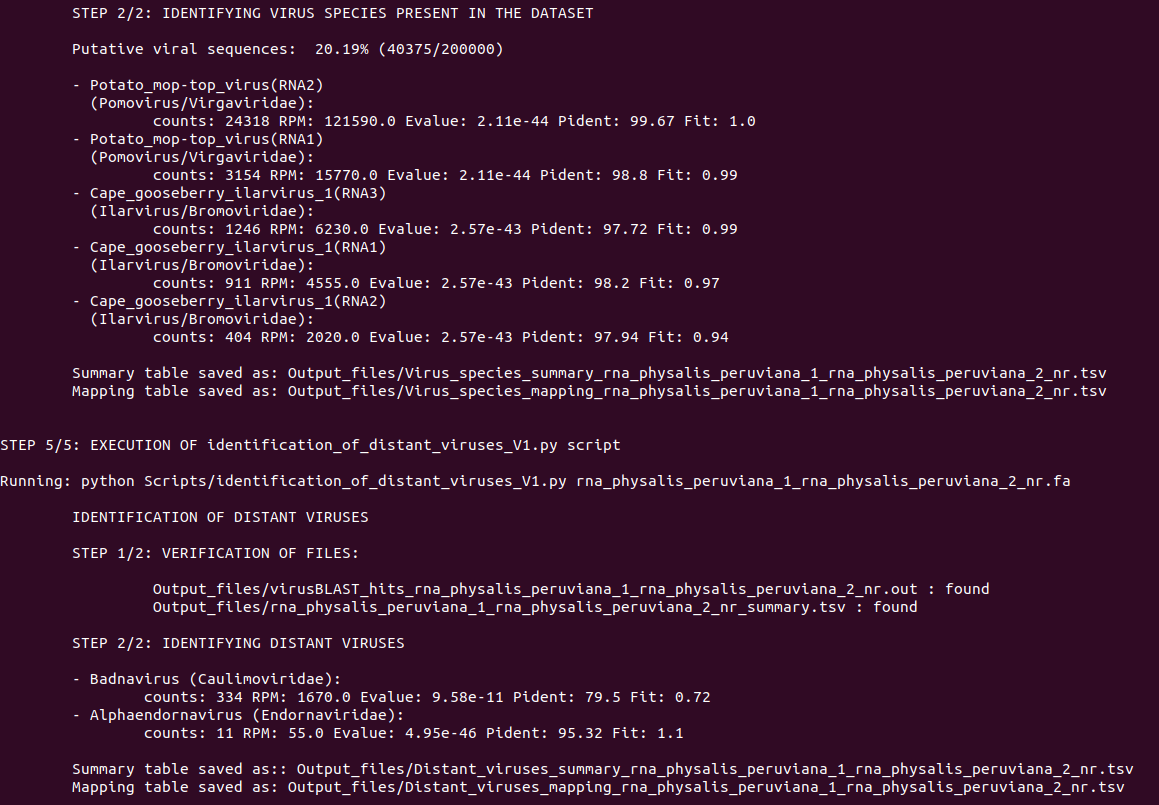 STEP 2/2: IDENTIFYING VIRUS SPECIES PRESENT IN THE DATASET
Putative viral sequences:  20.19% (40375/200000)
- Potato_mop-top_virus(RNA2)
(Pomovirus/Virgaviridae):
counts: 24318 RPM: 121590.0 Evalue: 2.11e-44 Pident: 99.67 Fit: 1.0
- Potato_mop-top_virus(RNA1)
(Pomovirus/Virgaviridae):
counts: 3154 RPM: 15770.0 Evalue: 2.11e-44 Pident: 98.8 Fit: 0.99
- Cape_gooseberry_ilarvirus_1(RNA3)
(Ilarvirus/Bromoviridae):
counts: 1246 RPM: 6230.0 Evalue: 2.57e-43 Pident: 97.72 Fit: 0.99
- Cape_gooseberry_ilarvirus_1(RNA1)
(Ilarvirus/Bromoviridae):
counts: 911 RPM: 4555.0 Evalue: 2.57e-43 Pident: 98.2 Fit: 0.97
- Cape_gooseberry_ilarvirus_1(RNA2)
(Ilarvirus/Bromoviridae):
counts: 404 RPM: 2020.0 Evalue: 2.57e-43 Pident: 97.94 Fit: 0.94
Summary table saved as: Output_files/Virus_species_summary_rna_physalis_peruviana_1_rna_physalis_peruviana_2_nr.tsv
Mapping table saved as: Output_files/Virus_species_mapping_rna_physalis_peruviana_1_rna_physalis_peruviana_2_nr.tsv
STEP 5/5: EXECUTION OF identification_of_distant_viruses_V1.py script
Running: python Scripts/identification_of_distant_viruses_V1.py rna_physalis_peruviana_1_rna_physalis_peruviana_2_nr.fa
IDENTIFICATION OF DISTANT VIRUSES
STEP 1/2: VERIFICATION OF FILES:
Output_files/virusBLAST_hits_rna_physalis_peruviana_1_rna_physalis_peruviana_2_nr.out : found
Output_files/rna_physalis_peruviana_1_rna_physalis_peruviana_2_nr_summary.tsv : found
STEP 2/2: IDENTIFYING DISTANT VIRUSES
- Badnavirus (Caulimoviridae):
counts: 334 RPM: 1670.0 Evalue: 9.58e-11 Pident: 79.5 Fit: 0.72
- Alphaendornavirus (Endornaviridae):
counts: 11 RPM: 55.0 Evalue: 4.95e-46 Pident: 95.32 Fit: 1.1
Summary table saved as:: Output_files/Distant_viruses_summary_rna_physalis_peruviana_1_rna_physalis_peruviana_2_nr.tsv
Mapping table saved as: Output_files/Distant_viruses_mapping_rna_physalis_peruviana_1_rna_physalis_peruviana_2_nr.tsv